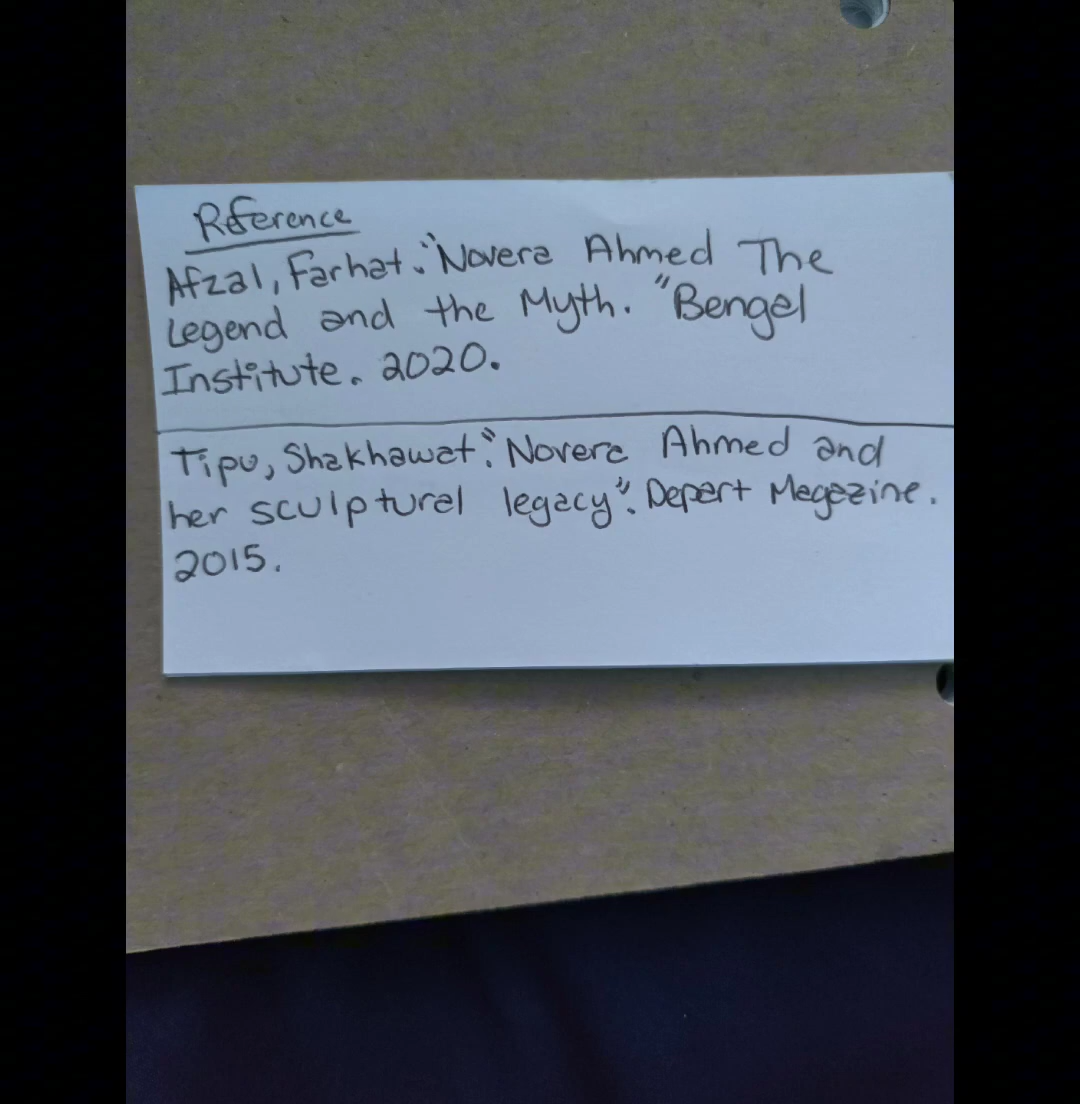 Reference
Afzal, Farhat. "Novera Ahmed The
Legend and the Myth. "Bengal
Institute. 2020.
Tipu, Shakhawat. "Novera Ahmed and
her sculptural legacy". Depart Magazine.
2015.